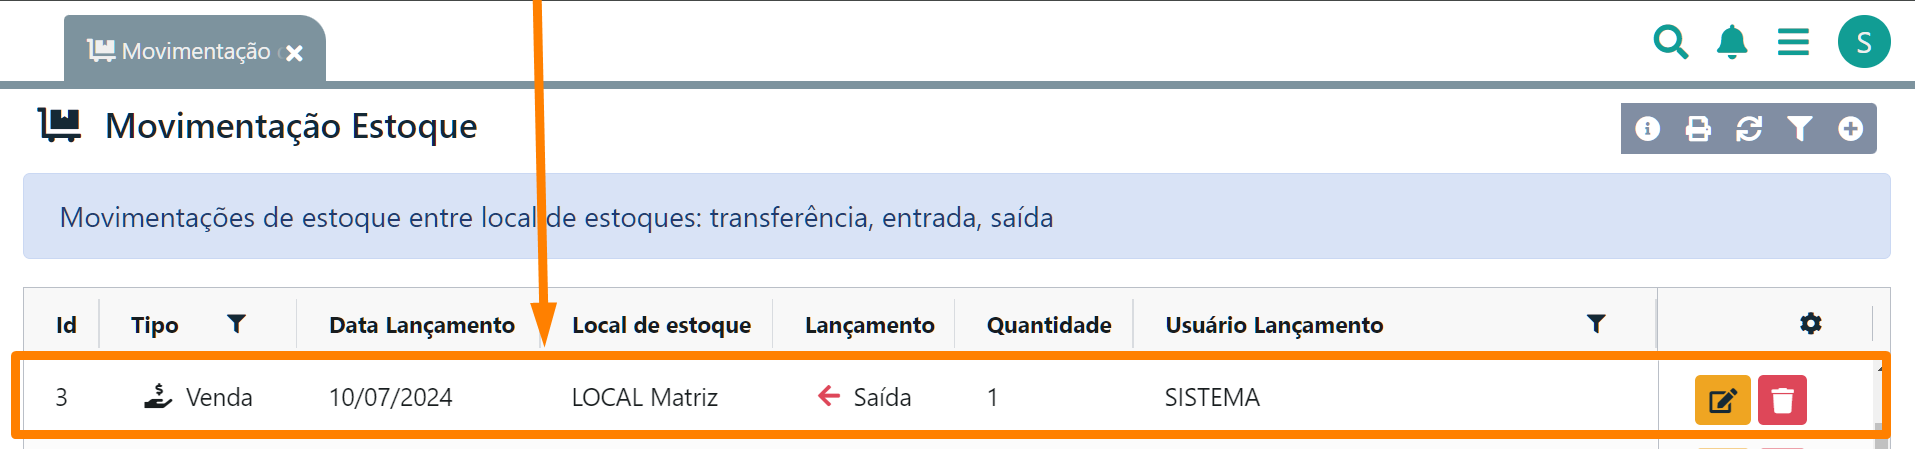 Movimentação
S
Movimentação Estoque
Movimentações de estoque entre local de estoques: transferência, entrada, saída
Id Tipo Data Lançamento Local de estoque Lançamento Quantidade Usuário Lançamento
3 Venda 10/07/2024 LOCAL Matriz Saída 1 SISTEMA